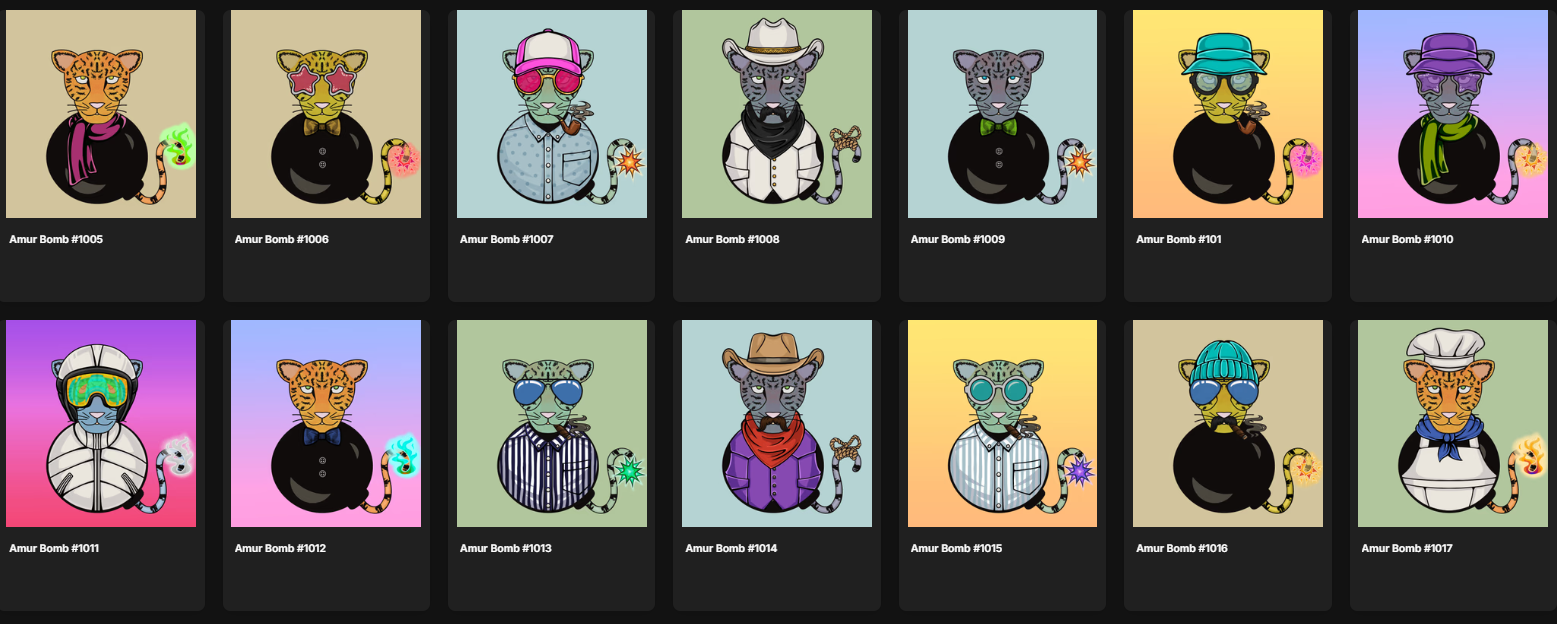 Amur Bomb #1005
Amur Bomb #1006
Amur Bomb #1007
Amur Bomb #1008
Amur Bomb #1009
Amur Bomb #101
Amur Bomb #1010
Amur Bomb #1011
Amur Bomb #1012
Amur Bomb #1013
Amur Bomb #1014
Amur Bomb #1015
Amur Bomb #1016
Amur Bomb #1017